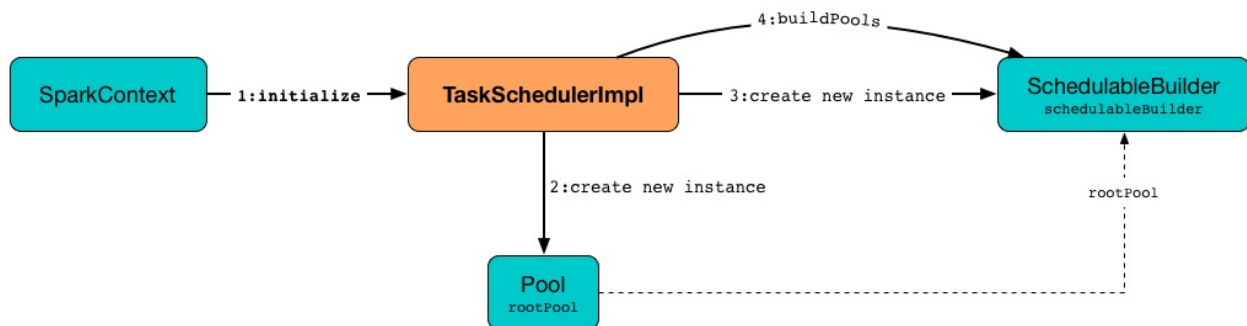 4:buildPools
SparkContext
1:initialize
TaskSchedulerImpl
3:create new instance
SchedulableBuilder
schedulableBuilder
2:create new instance
rootPool
Pool
rootPool